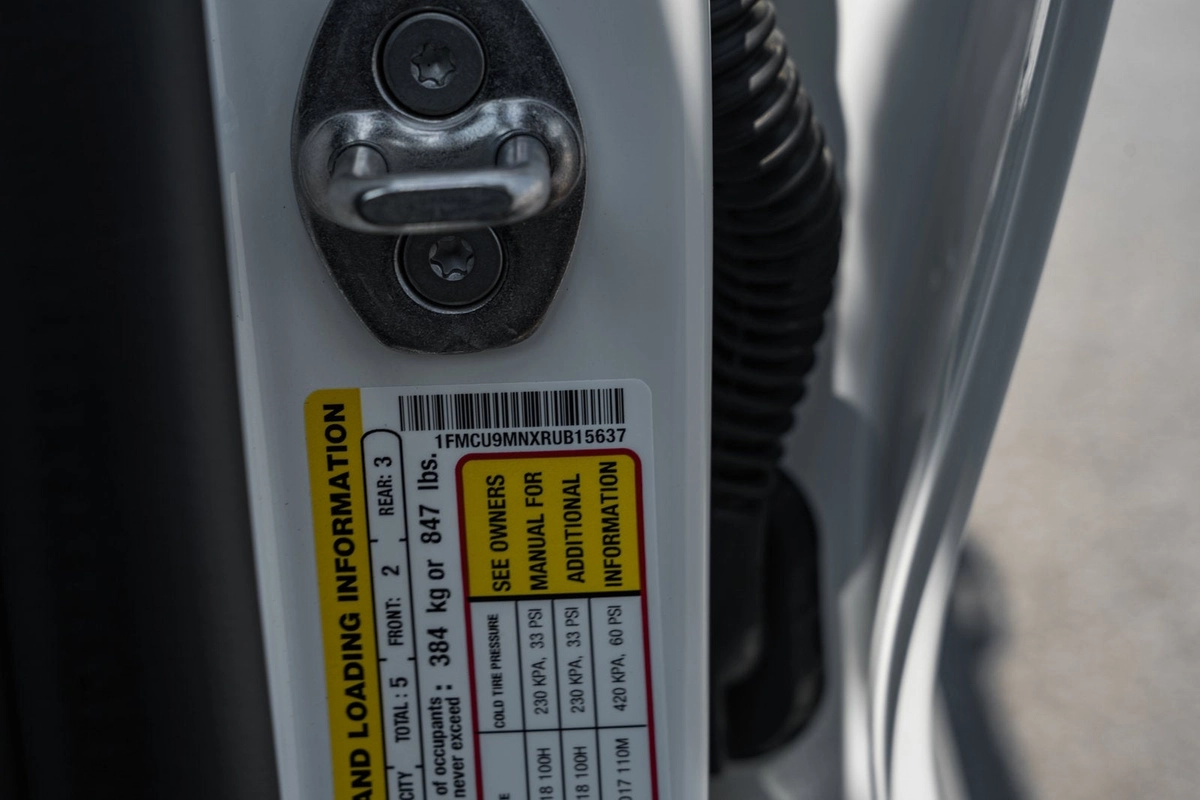 1FMCU9MNXRUB15637
AND LOADING INFORMATION
CITY TOTAL : 5 FRONT: 2 REAR: 3
of occupants
never exceed : 384 kg or 847 lbs.
COLD TIRE PRESSURE
18 100H 230 KPA, 33 PSI
18 100H 230 KPA, 33 PSI
017 110M 420 KPA, 60 PSI
SEE OWNERS
MANUAL FOR
ADDITIONAL
INFORMATION